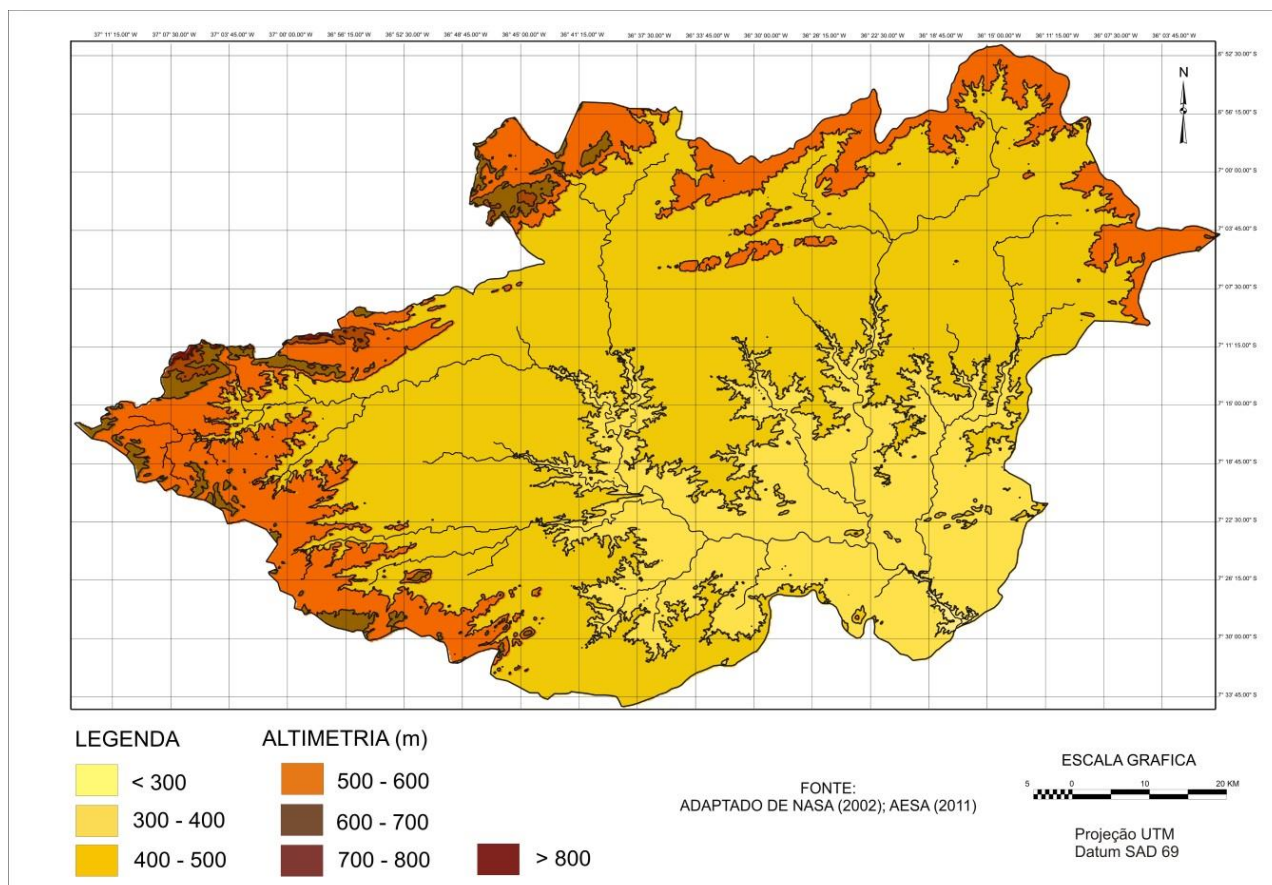 37° 11' 15.00" W 37° 07' 30.00" W 37° 03' 45.00" W 37° 00' 00.00" W 36° 56' 15.00" W 36° 52' 30.00" W 36° 48' 45.00" W 36° 45' 00.00" W 36° 41' 15.00" W 36° 37' 30.00" W 36° 33' 45.00" W 36° 30' 00.00" W 36° 26' 15.00" W 36° 22' 30.00" W 36° 18' 45.00" W 36° 15' 00.00" W 36° 11' 15.00" W 36° 07' 30.00" W 36° 03' 45.00" W
6° 52' 30.00" S
N
6° 56' 15.00" S
7° 00' 00.00" S
7° 03' 45.00" S
7° 07' 30.00" S
7° 11' 15.00" S
7° 15' 00.00" S
7° 18' 45.00" S
7° 22' 30.00" S
7° 26' 15.00" S
7° 30' 00.00" S
7° 33' 45.00" S
LEGENDA
< 300
300 - 400
400 - 500
ALTIMETRIA (m)
500 - 600
600 - 700
700 - 800
> 800
FONTE:
ADAPTADO DE NASA (2002); AESA (2011)
ESCALA GRAFICA
5 0 10 20 KM
Projeção UTM
Datum SAD 69